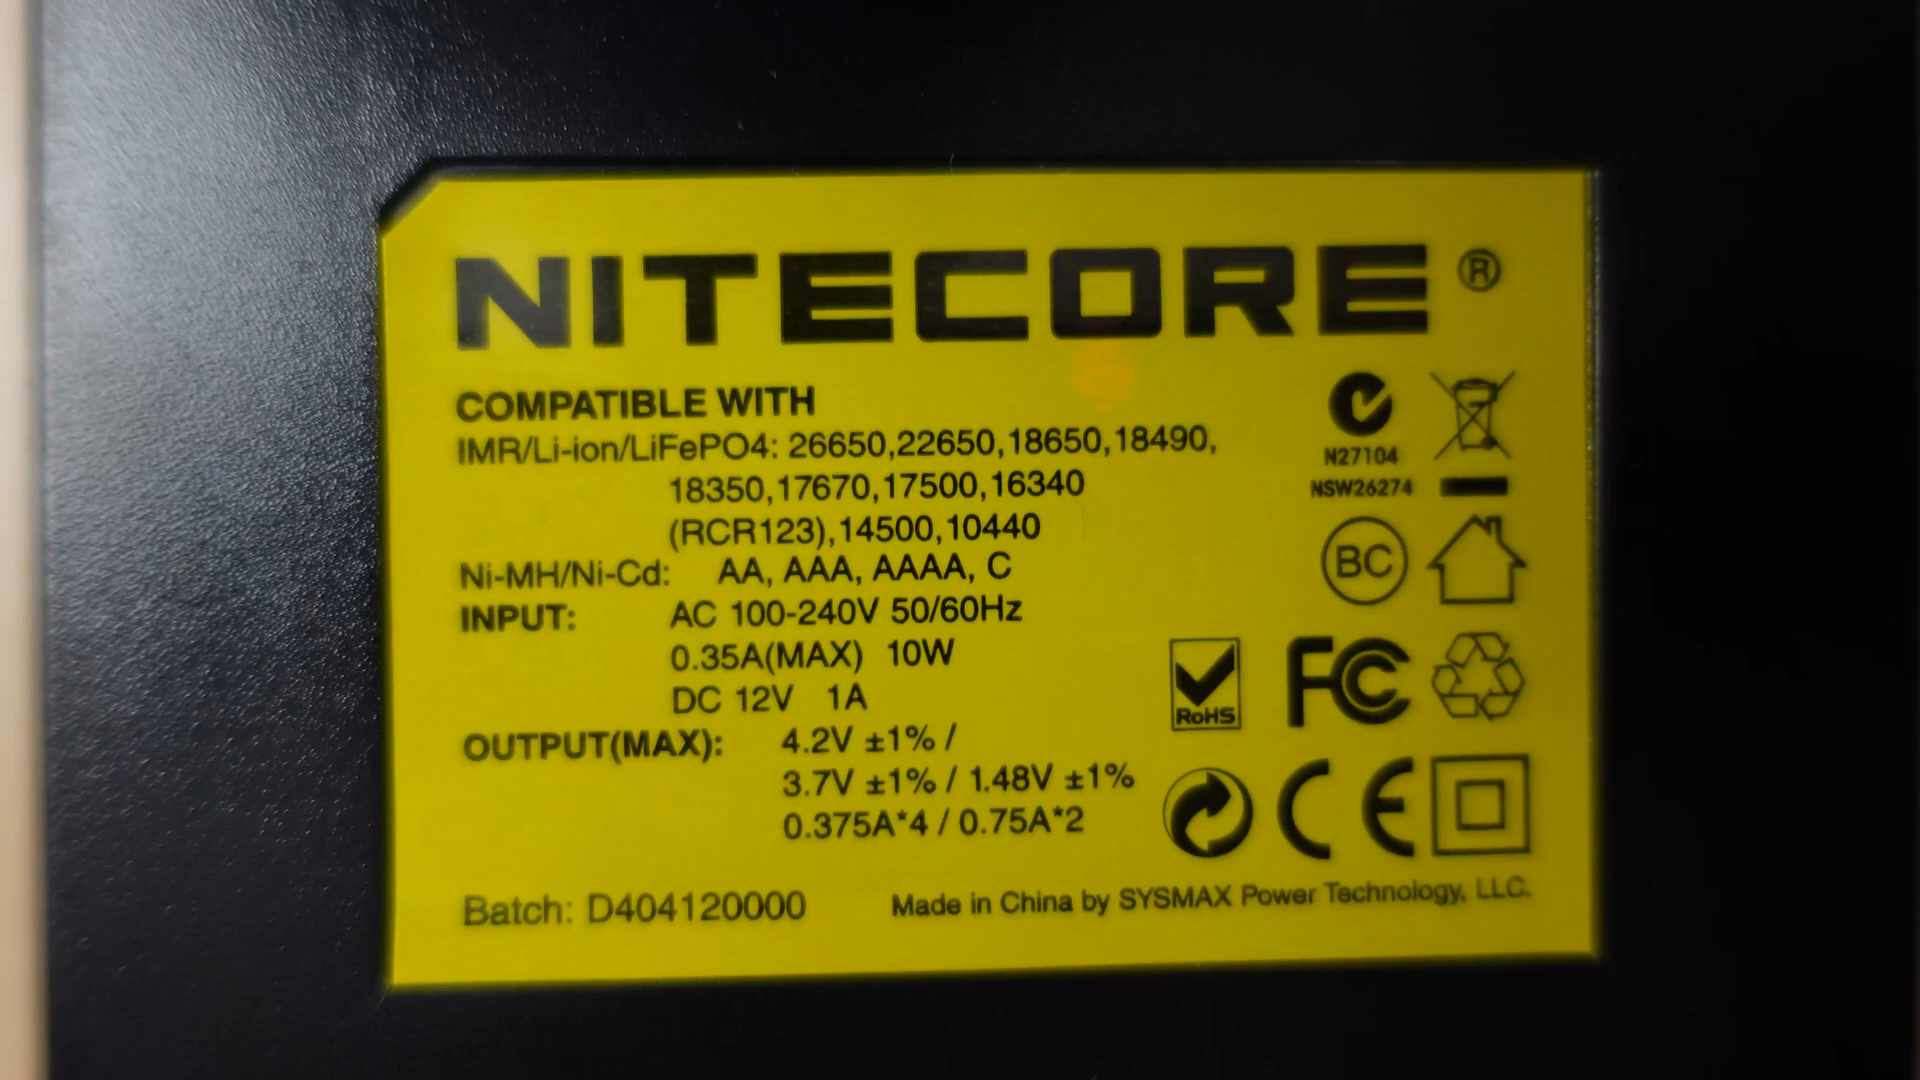 NITECORE®
COMPATIBLE WITH
IMR/Li-ion/LiFePO4: 26650,22650,18650,18490,
18350,17670,17500,16340
(RCR123),14500,10440
Ni-MH/Ni-Cd: AA, AAA, AAAA, C
INPUT: AC 100-240V 50/60Hz
0.35A(MAX) 10W
DC 12V 1A
OUTPUT(MAX): 4.2V ±1% /
3.7V ±1% / 1.48V ±1%
0.375A*4 / 0.75A*2
Batch: D404120000
Made in China by SYSMAX Power Technology, LLC.
N27104
NSW26274
BC
RoHS
FC
CE